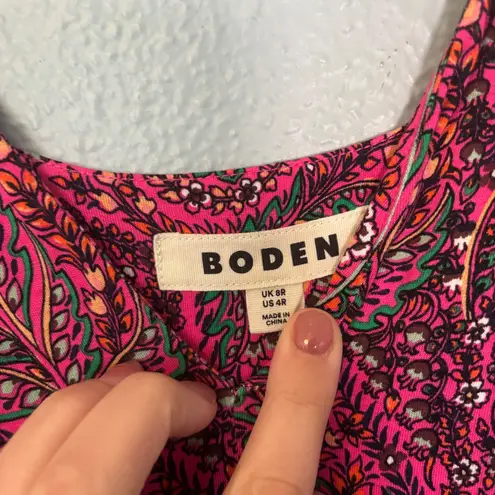 BODEN
UK 8R
US 4R
MADE IN
CHINA